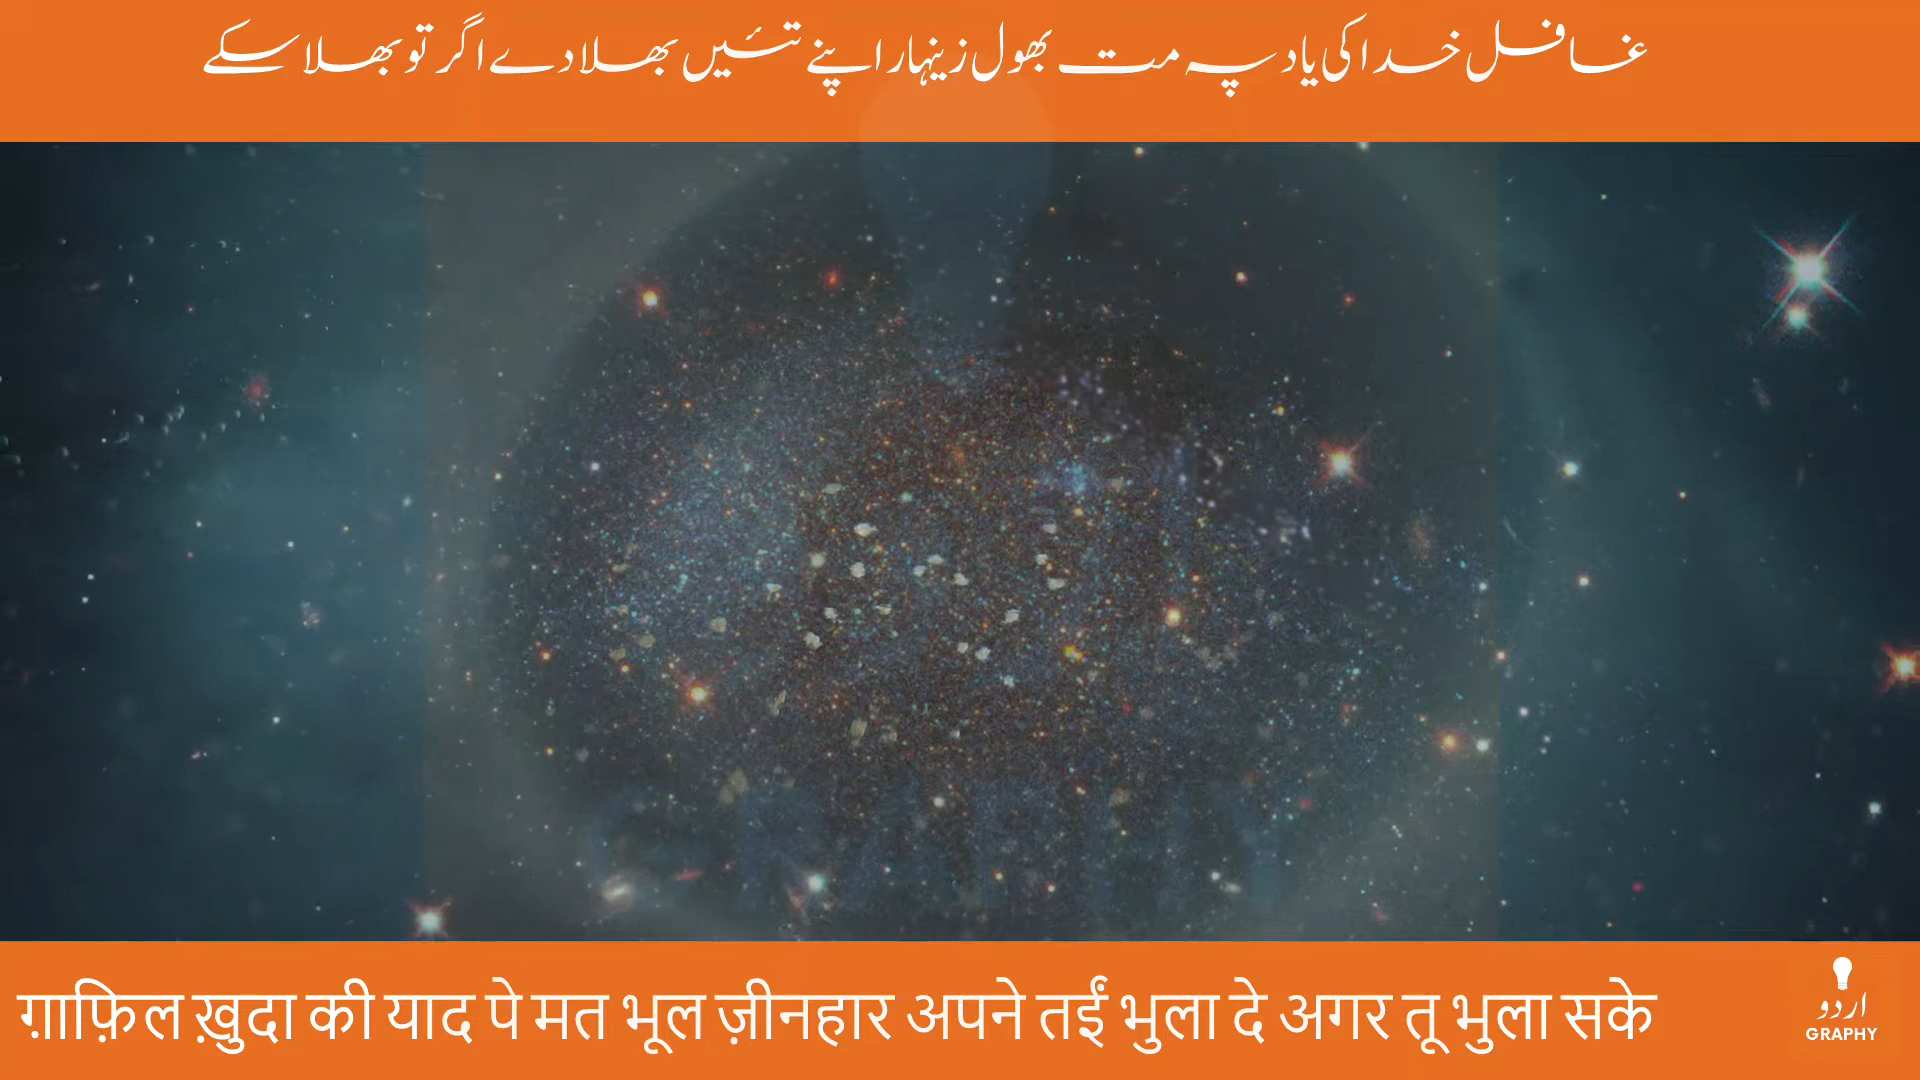 غافل خدا کی یاد پہ مت بھول زینہار اپنے تئیں بھلا دے اگر تو بھلا سکے
ग़ाफ़िल ख़ुदा की याद पे मत भूल ज़ीनहार अपने तईं भुला दे अगर तू भुला सके
اردو
GRAPHY